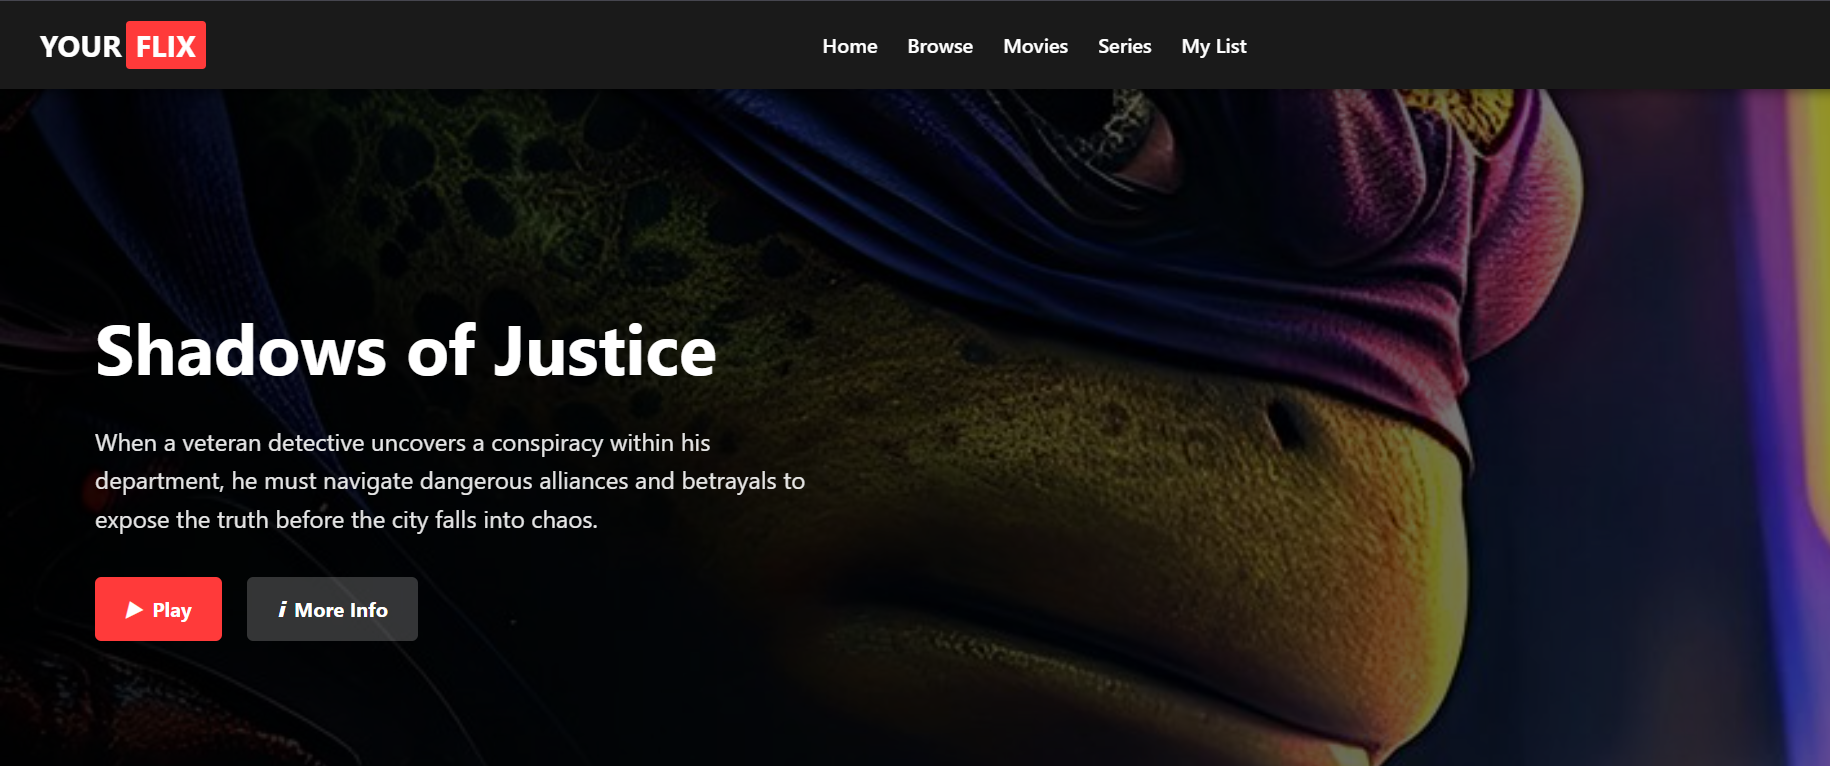 YOUR FLIX
Home Browse Movies Series My List
Shadows of Justice
When a veteran detective uncovers a conspiracy within his
department, he must navigate dangerous alliances and betrayals to
expose the truth before the city falls into chaos.
▶ Play
i More Info